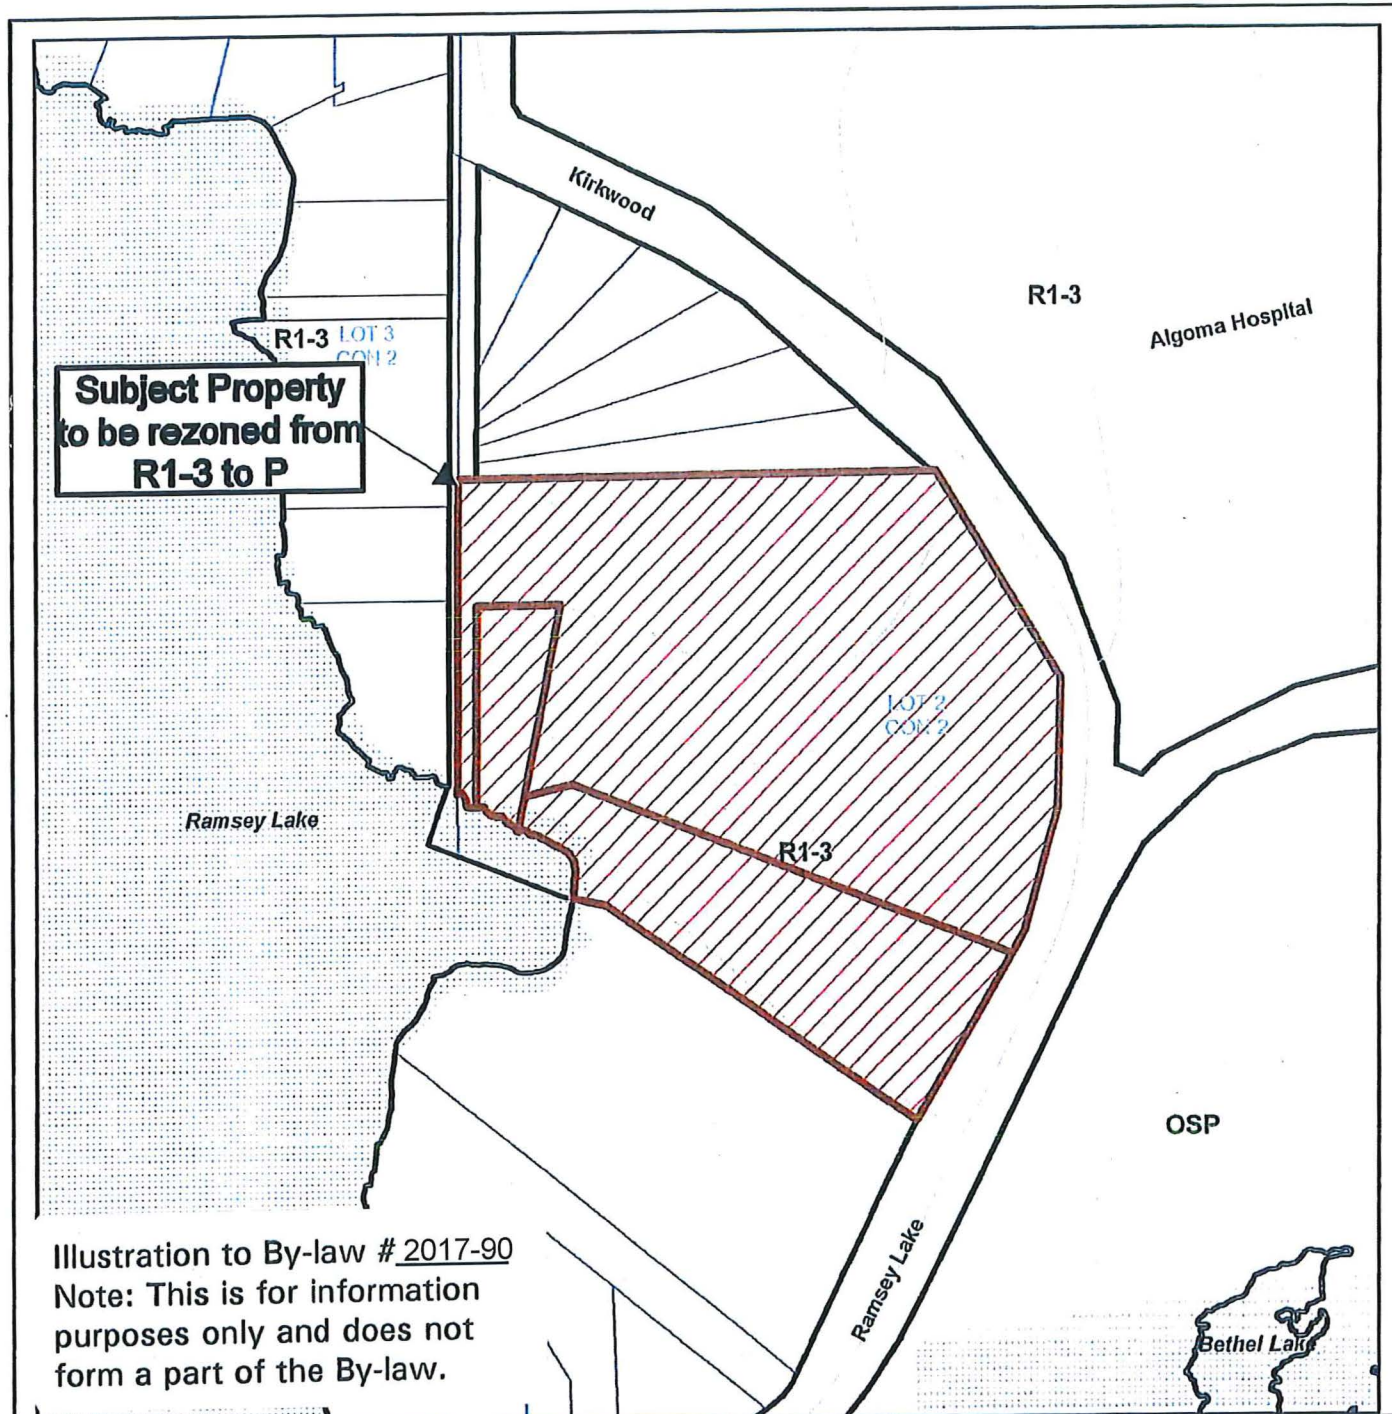 Kirkwood
R1-3
Algoma Hospital
R1-3
LOT 3
CON 2
Subject Property
to be rezoned from
R1-3 to P
LOT 2
CON 2
Ramsey Lake
R1-3
OSP
Ramsey Lake
Bethel Lake
Illustration to By-law # 2017-90
Note: This is for information
purposes only and does not
form a part of the By-law.